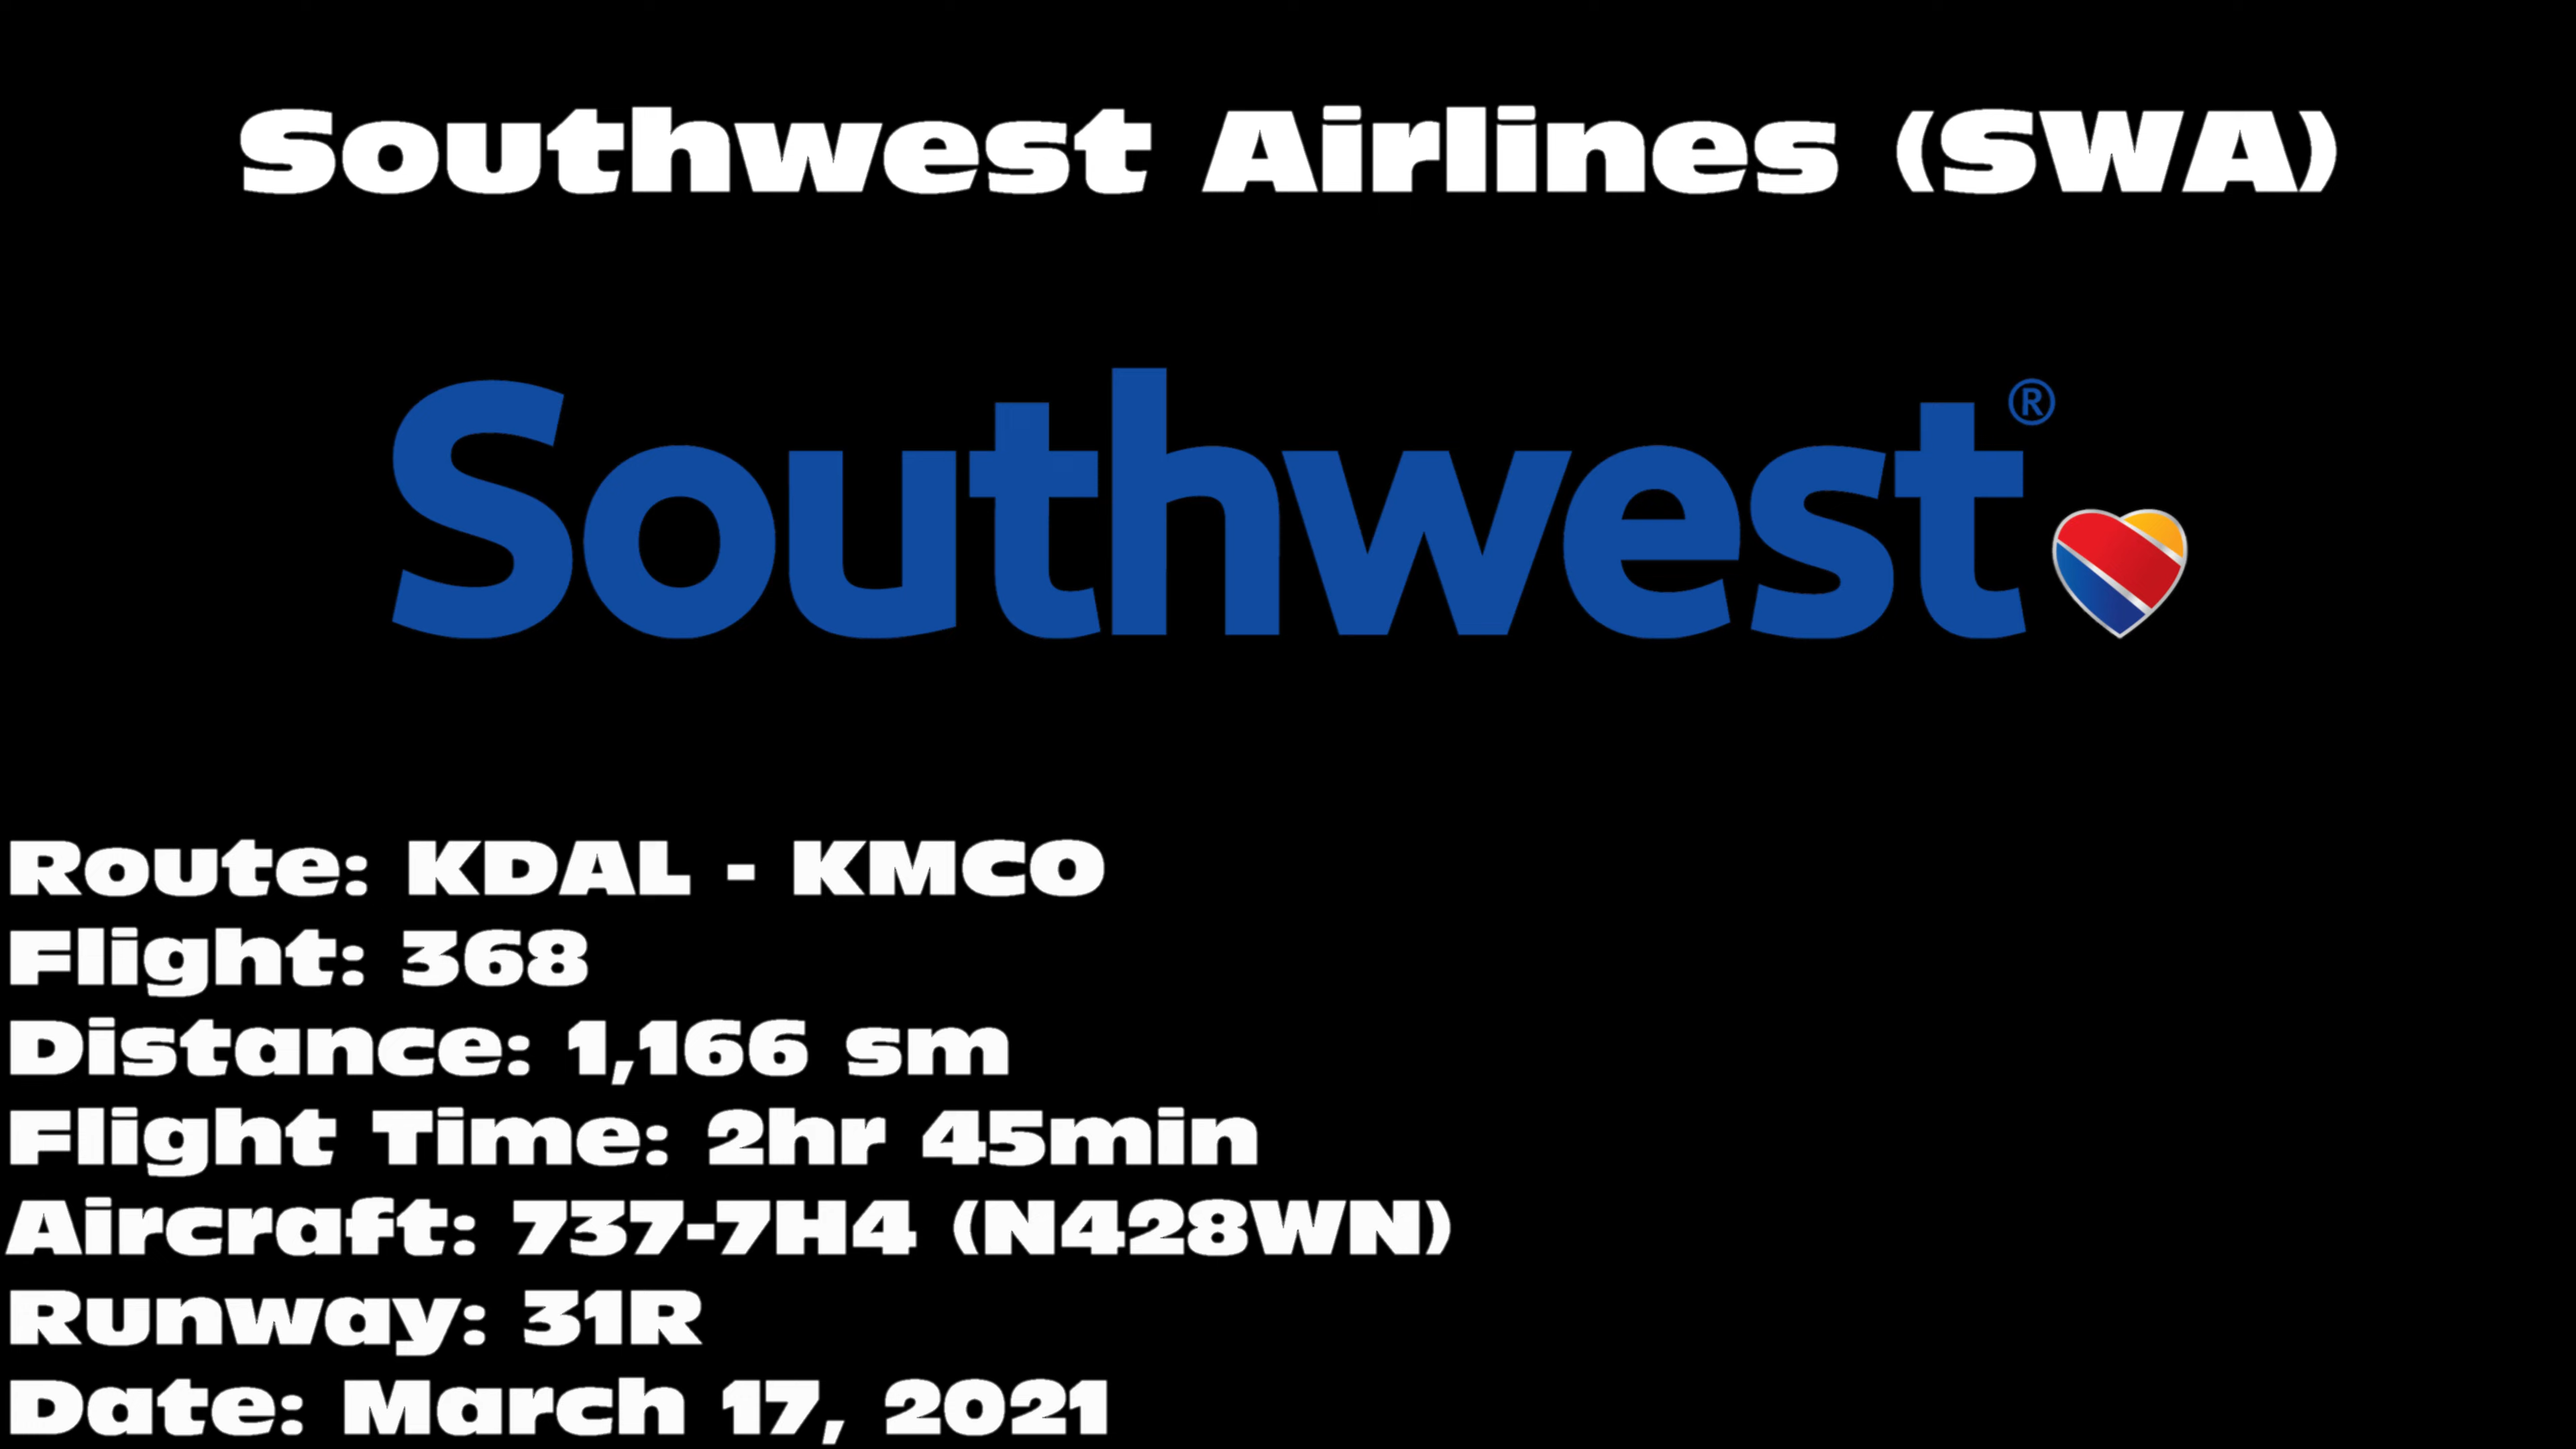 Southwest Airlines (SWA)
Southwest®
Route: KDAL - KMCO
Flight: 368
Distance: 1,166 sm
Flight Time: 2hr 45min
Aircraft: 737-7H4 (N428WN)
Runway: 31R
Date: March 17, 2021